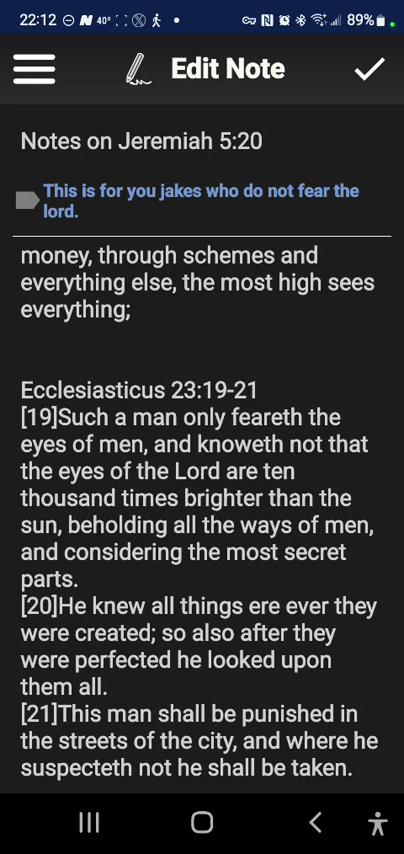 22:12 40° 89%
Edit Note
Notes on Jeremiah 5:20
This is for you jakes who do not fear the
lord.
money, through schemes and
everything else, the most high sees
everything;
Ecclesiasticus 23:19-21
[19]Such a man only feareth the
eyes of men, and knoweth not that
the eyes of the Lord are ten
thousand times brighter than the
sun, beholding all the ways of men,
and considering the most secret
parts.
[20]He knew all things ere ever they
were created; so also after they
were perfected he looked upon
them all.
[21]This man shall be punished in
the streets of the city, and where he
suspecteth not he shall be taken.